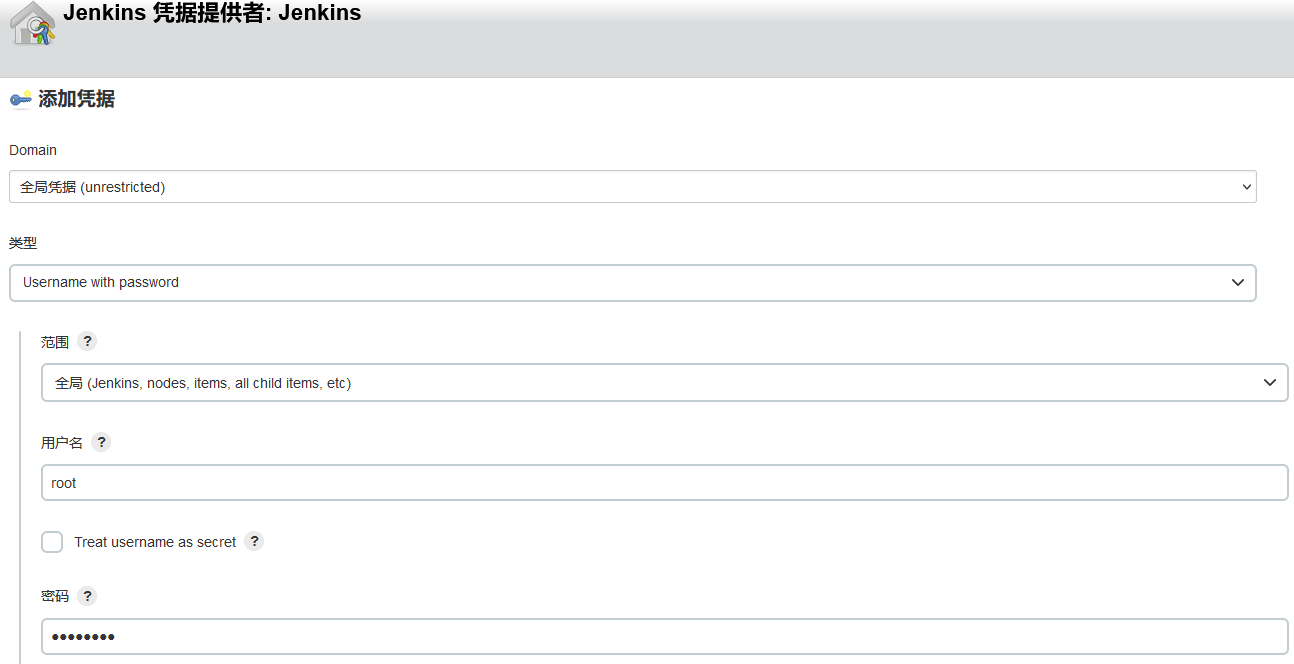 Jenkins 凭据提供者: Jenkins
添加凭据
Domain
全局凭据 (unrestricted)
类型
Username with password
范围 ?
全局 (Jenkins, nodes, items, all child items, etc)
用户名 ?
root
Treat username as secret ?
密码 ?
••••••••